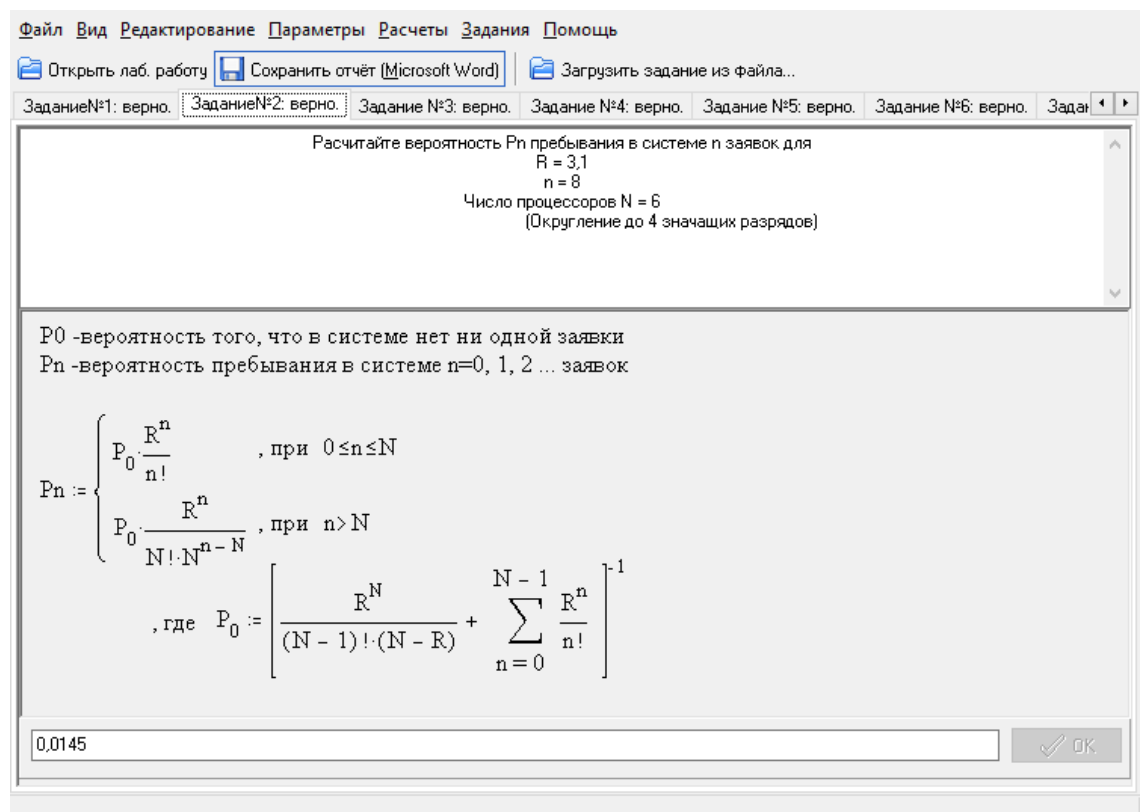 Файл Вид Редактирование Параметры Расчеты Задания Помощь
Открыть лаб. работу Сохранить отчёт (Microsoft Word) Загрузить задание из файла...
Задание№1: верно. Задание№2: верно. Задание №3: верно. Задание №4: верно. Задание №5: верно. Задание №6: верно. Задан
Расчитайте вероятность Pn пребывания в системе n заявок для
R = 3,1
n = 8
Число процессоров N = 6
(Округление до 4 значащих разрядов)
P0 -вероятность того, что в системе нет ни одной заявки
Pn -вероятность пребывания в системе n=0, 1, 2 ... заявок
Pn := { P₀·Rⁿ/n! , при 0≤n≤N
P₀·Rⁿ/(N!·N^(n – N)) , при n>N
, где P₀ := [ R^N/((N – 1)!·(N – R)) + ∑_(n = 0)^(N – 1) Rⁿ/n! ]^-1
0,0145
OK